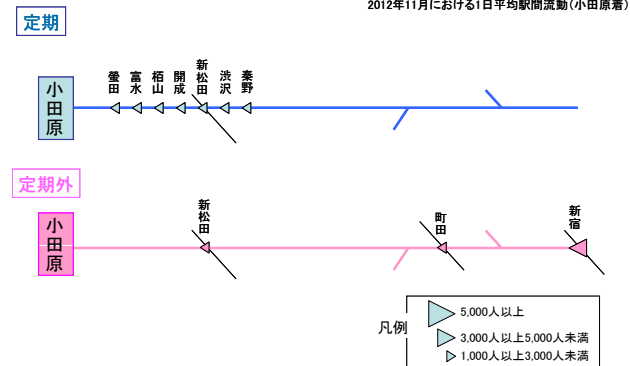 2012年11月における1日平均駅間流動(小田原着)
定期
小田原
螢田
富水
栢山
開成
新松田
渋沢
秦野
定期外
小田原
新松田
町田
新宿
凡例
5,000人以上
3,000人以上5,000人未満
1,000人以上3,000人未満